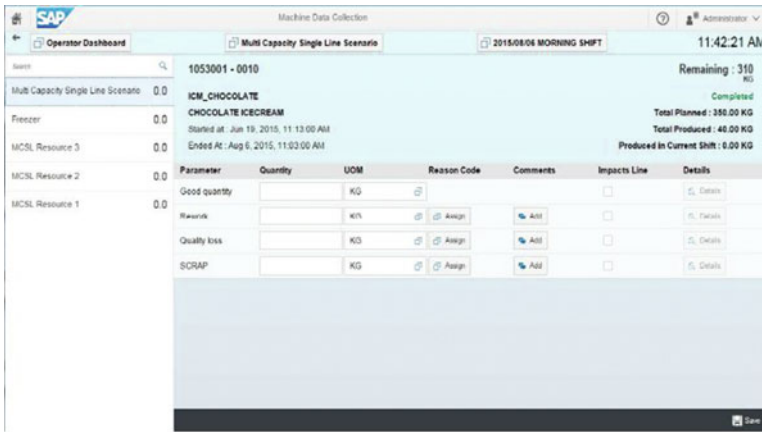 SAP Machine Data Collection Administrator
Operator Dashboard Multi Capacity Single Line Scenario 2015/08/06 MORNING SHIFT 11:42:21 AM
Search
Multi Capacity Single Line Scenario 0.0
Freezer 0.0
MCSL Resource 3 0.0
MCSL Resource 2 0.0
MCSL Resource 1 0.0
1053001 - 0010 Remaining : 310
KG
ICM_CHOCOLATE Completed
CHOCOLATE ICECREAM Total Planned : 350.00 KG
Started at : Jun 19, 2015, 11:13:00 AM Total Produced : 40.00 KG
Ended At : Aug 6, 2015, 11:03:00 AM Produced in Current Shift : 0.00 KG
Parameter Quantity UOM Reason Code Comments Impacts Line Details
Good quantity KG Details
Rework KG Assign Add Details
Quality loss KG Assign Add Details
SCRAP KG Assign Add Details
Save